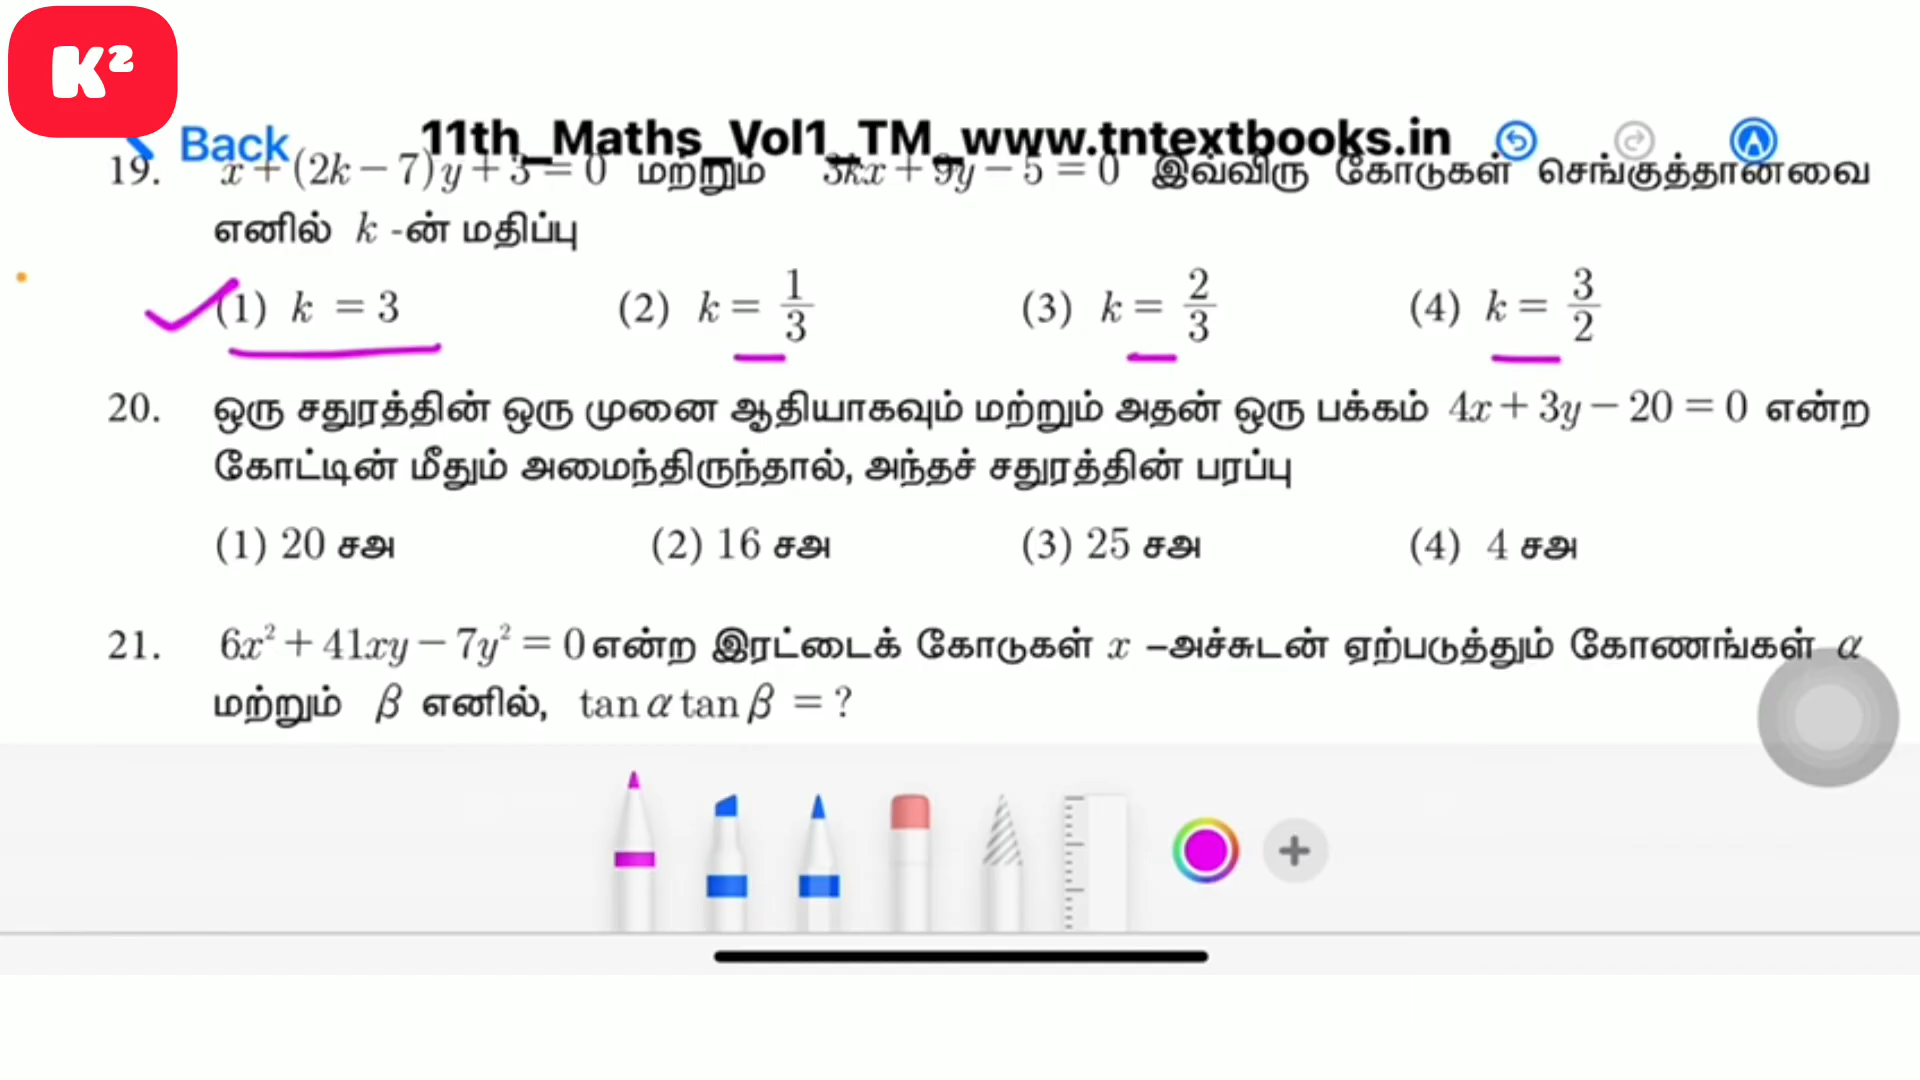 K²
Back 11th_Maths_Vol1_TM_www.tntextbooks.in
19. x + (2k − 7)y + 3 = 0 மற்றும் 3kx + 9y − 5 = 0 இவ்விரு கோடுகள் செங்குத்தானவை
எனில் k -ன் மதிப்பு
(1) k = 3 (2) k = 1/3 (3) k = 2/3 (4) k = 3/2
20. ஒரு சதுரத்தின் ஒரு முனை ஆதியாகவும் மற்றும் அதன் ஒரு பக்கம் 4x + 3y − 20 = 0 என்ற
கோட்டின் மீதும் அமைந்திருந்தால், அந்தச் சதுரத்தின் பரப்பு
(1) 20 சஅ (2) 16 சஅ (3) 25 சஅ (4) 4 சஅ
21. 6x² + 41xy − 7y² = 0 என்ற இரட்டைக் கோடுகள் x –அச்சுடன் ஏற்படுத்தும் கோணங்கள் α
மற்றும் β எனில், tan α tan β = ?